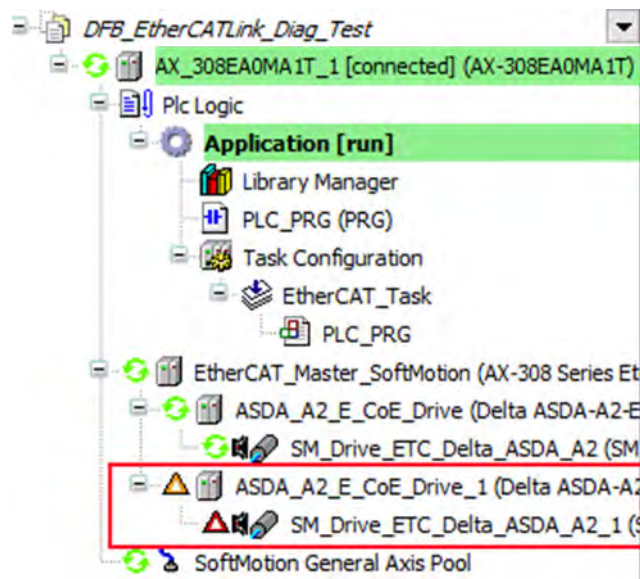 DFB_EtherCATLink_Diag_Test
AX_308EA0MA1T_1 [connected] (AX-308EA0MA1T)
Plc Logic
Application [run]
Library Manager
PLC_PRG (PRG)
Task Configuration
EtherCAT_Task
PLC_PRG
EtherCAT_Master_SoftMotion (AX-308 Series Et
ASDA_A2_E_CoE_Drive (Delta ASDA-A2-E
SM_Drive_ETC_Delta_ASDA_A2 (SM
ASDA_A2_E_CoE_Drive_1 (Delta ASDA-A2
SM_Drive_ETC_Delta_ASDA_A2_1 (S
SoftMotion General Axis Pool